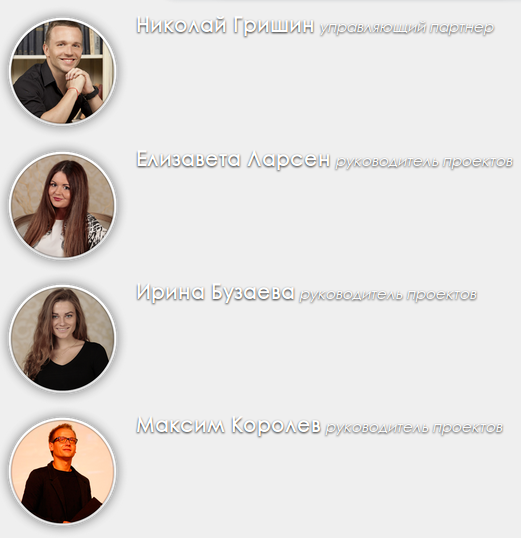 Николай Гришин управляющий партнер
Елизавета Ларсен руководитель проектов
Ирина Бузаева руководитель проектов
Максим Королев руководитель проектов